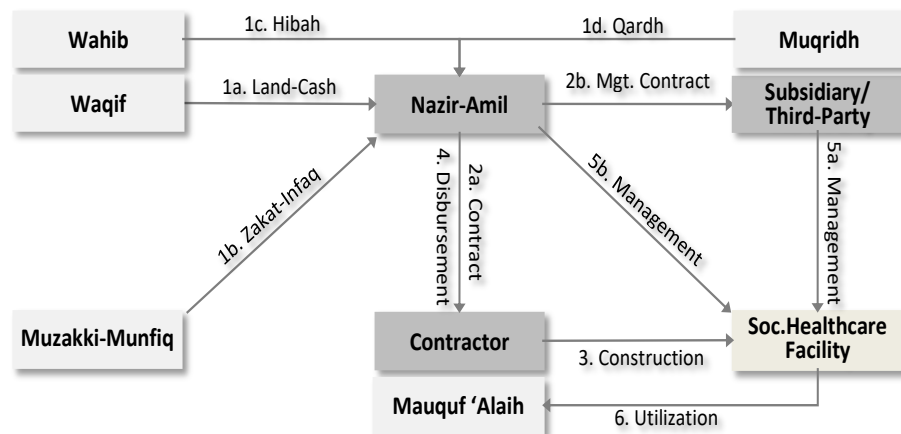 Wahib
1c. Hibah
1d. Qardh
Muqridh
Waqif
1a. Land-Cash
Nazir-Amil
2b. Mgt. Contract
Subsidiary/
Third-Party
1b. Zakat-Infaq
4. Disbursement
2a. Contract
5b. Management
5a. Management
Muzakki-Munfiq
Contractor
3. Construction
Soc.Healthcare
Facility
Mauquf ‘Alaih
6. Utilization